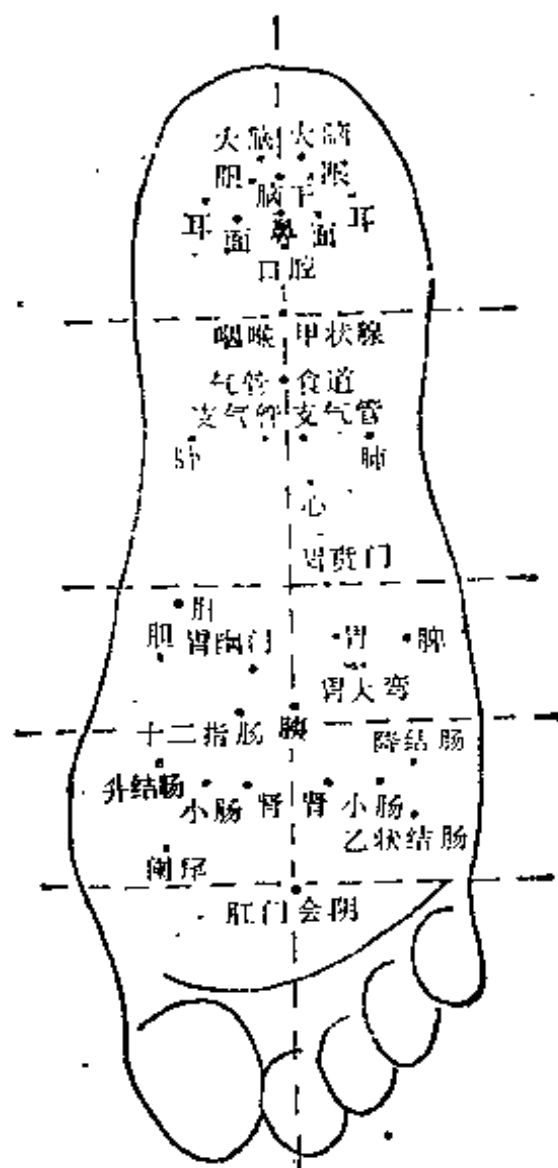 大脑 大脑
眼 眼
脑干
耳 面 鼻 面 耳
口腔
咽喉 甲状腺
气管 食道
支气管 支气管
肺 肺
心
胃贲门
肝
胆 胃幽门 胃 脾
胃大弯
十二指肠 胰 降结肠
升结肠 小肠 肾 肾 小肠
乙状结肠
阑尾
肛门会阴